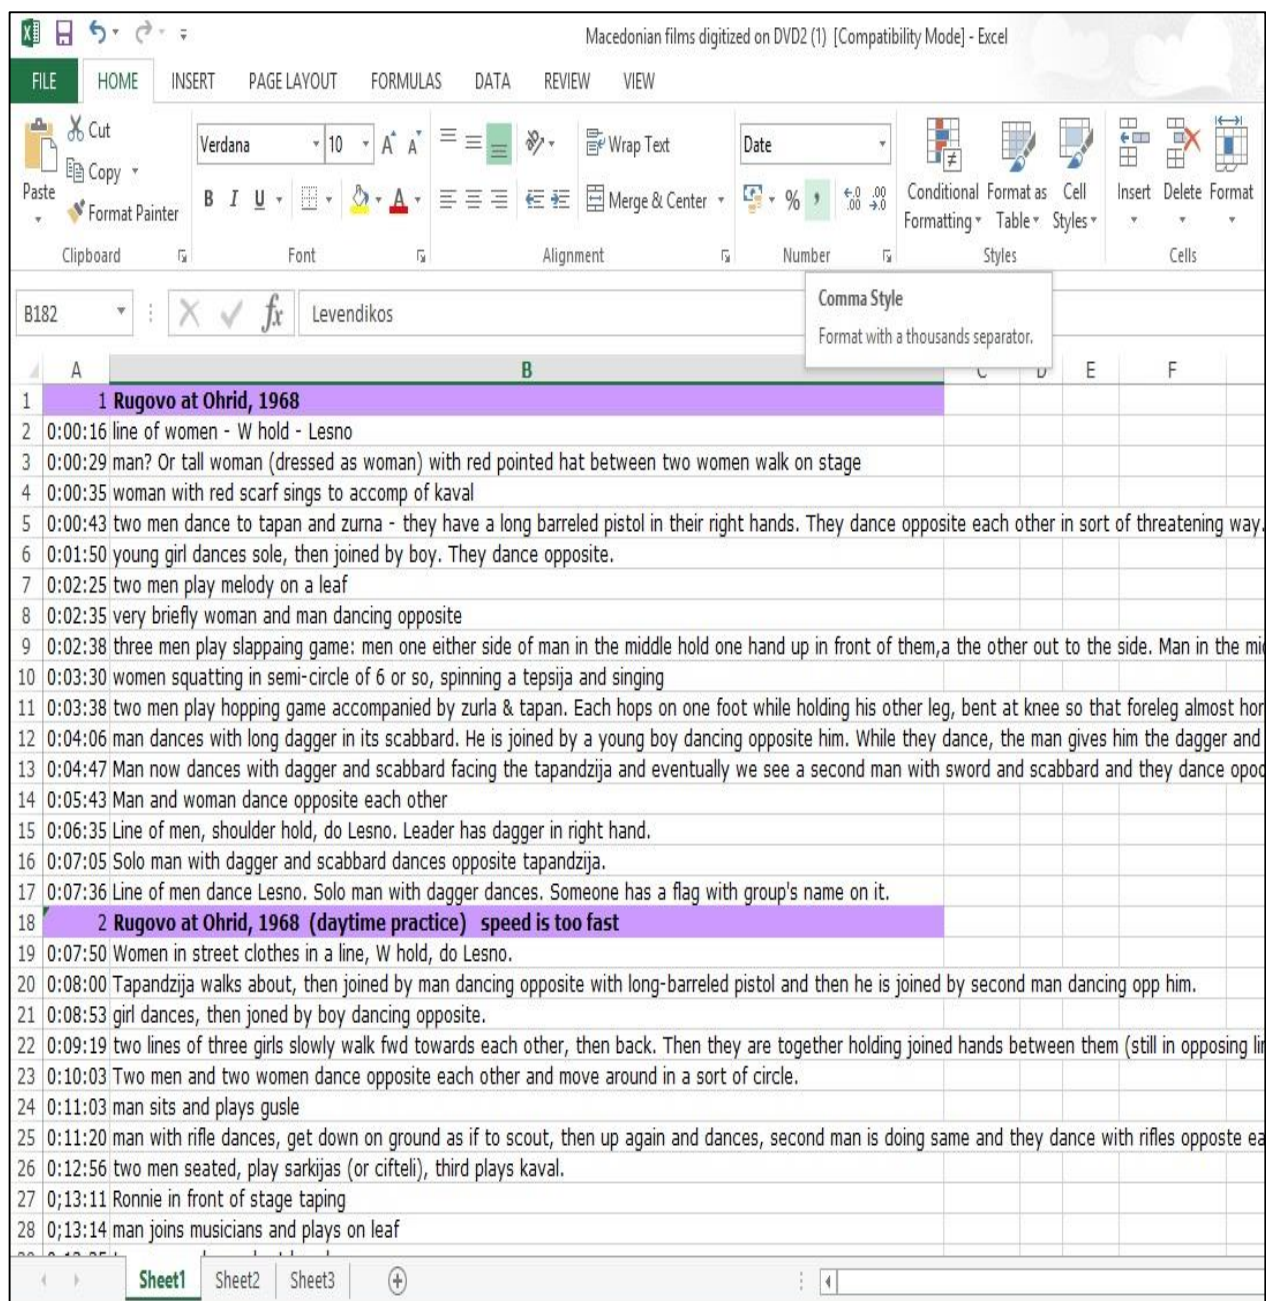 Macedonian films digitized on DVD2 (1) [Compatibility Mode] - Excel
FILE HOME INSERT PAGE LAYOUT FORMULAS DATA REVIEW VIEW
Cut
Copy
Paste
Format Painter
Clipboard
Verdana 10 A A
B I U A
Font
Wrap Text
Merge & Center
Alignment
Date
% , .0 .00 .00 .0
Number
Conditional Formatting
Format as Table
Cell Styles
Styles
Insert Delete Format
Cells
B182 fx Levendikos
Comma Style
Format with a thousands separator.
A B C D E F
1 1 Rugovo at Ohrid, 1968
2 0:00:16 line of women - W hold - Lesno
3 0:00:29 man? Or tall woman (dressed as woman) with red pointed hat between two women walk on stage
4 0:00:35 woman with red scarf sings to accomp of kaval
5 0:00:43 two men dance to tapan and zurna - they have a long barreled pistol in their right hands. They dance opposite each other in sort of threatening way.
6 0:01:50 young girl dances sole, then joined by boy. They dance opposite.
7 0:02:25 two men play melody on a leaf
8 0:02:35 very briefly woman and man dancing opposite
9 0:02:38 three men play slappaing game: men one either side of man in the middle hold one hand up in front of them,a the other out to the side. Man in the mi
10 0:03:30 women squatting in semi-circle of 6 or so, spinning a tepsija and singing
11 0:03:38 two men play hopping game accompanied by zurla & tapan. Each hops on one foot while holding his other leg, bent at knee so that foreleg almost hor
12 0:04:06 man dances with long dagger in its scabbard. He is joined by a young boy dancing opposite him. While they dance, the man gives him the dagger and
13 0:04:47 Man now dances with dagger and scabbard facing the tapandzija and eventually we see a second man with sword and scabbard and they dance opoc
14 0:05:43 Man and woman dance opposite each other
15 0:06:35 Line of men, shoulder hold, do Lesno. Leader has dagger in right hand.
16 0:07:05 Solo man with dagger and scabbard dances opposite tapandzija.
17 0:07:36 Line of men dance Lesno. Solo man with dagger dances. Someone has a flag with group's name on it.
18 2 Rugovo at Ohrid, 1968 (daytime practice) speed is too fast
19 0:07:50 Women in street clothes in a line, W hold, do Lesno.
20 0:08:00 Tapandzija walks about, then joined by man dancing opposite with long-barreled pistol and then he is joined by second man dancing opp him.
21 0:08:53 girl dances, then joned by boy dancing opposite.
22 0:09:19 two lines of three girls slowly walk fwd towards each other, then back. Then they are together holding joined hands between them (still in opposing lin
23 0:10:03 Two men and two women dance opposite each other and move around in a sort of circle.
24 0:11:03 man sits and plays gusle
25 0:11:20 man with rifle dances, get down on ground as if to scout, then up again and dances, second man is doing same and they dance with rifles opposte ea
26 0:12:56 two men seated, play sarkijas (or cifteli), third plays kaval.
27 0;13:11 Ronnie in front of stage taping
28 0;13:14 man joins musicians and plays on leaf
Sheet1 Sheet2 Sheet3